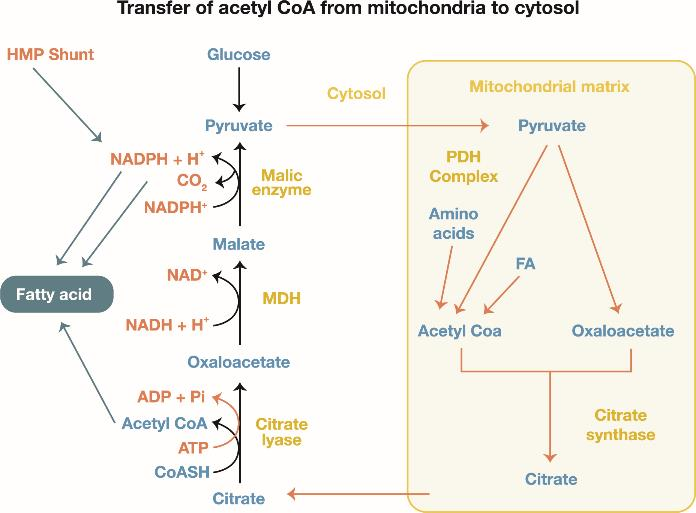 Transfer of acetyl CoA from mitochondria to cytosol
HMP Shunt
Glucose
Cytosol
Mitochondrial matrix
Pyruvate
Pyruvate
NADPH + H⁺
CO₂
NADPH⁺
Malic
enzyme
PDH
Complex
Amino
acids
FA
Malate
NAD⁺
MDH
NADH + H⁺
Fatty acid
Acetyl Coa
Oxaloacetate
Oxaloacetate
ADP + Pi
Acetyl CoA
ATP
CoASH
Citrate
lyase
Citrate
synthase
Citrate
Citrate